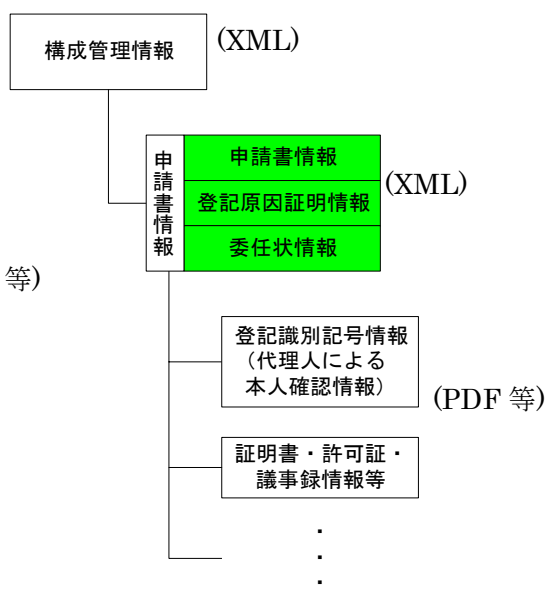 構成管理情報
(XML)
申請書情報
申請書情報
登記原因証明情報
委任状情報
(XML)
等)
登記識別記号情報
（代理人による
本人確認情報）
(PDF 等)
証明書・許可証・
議事録情報等
・
・
・